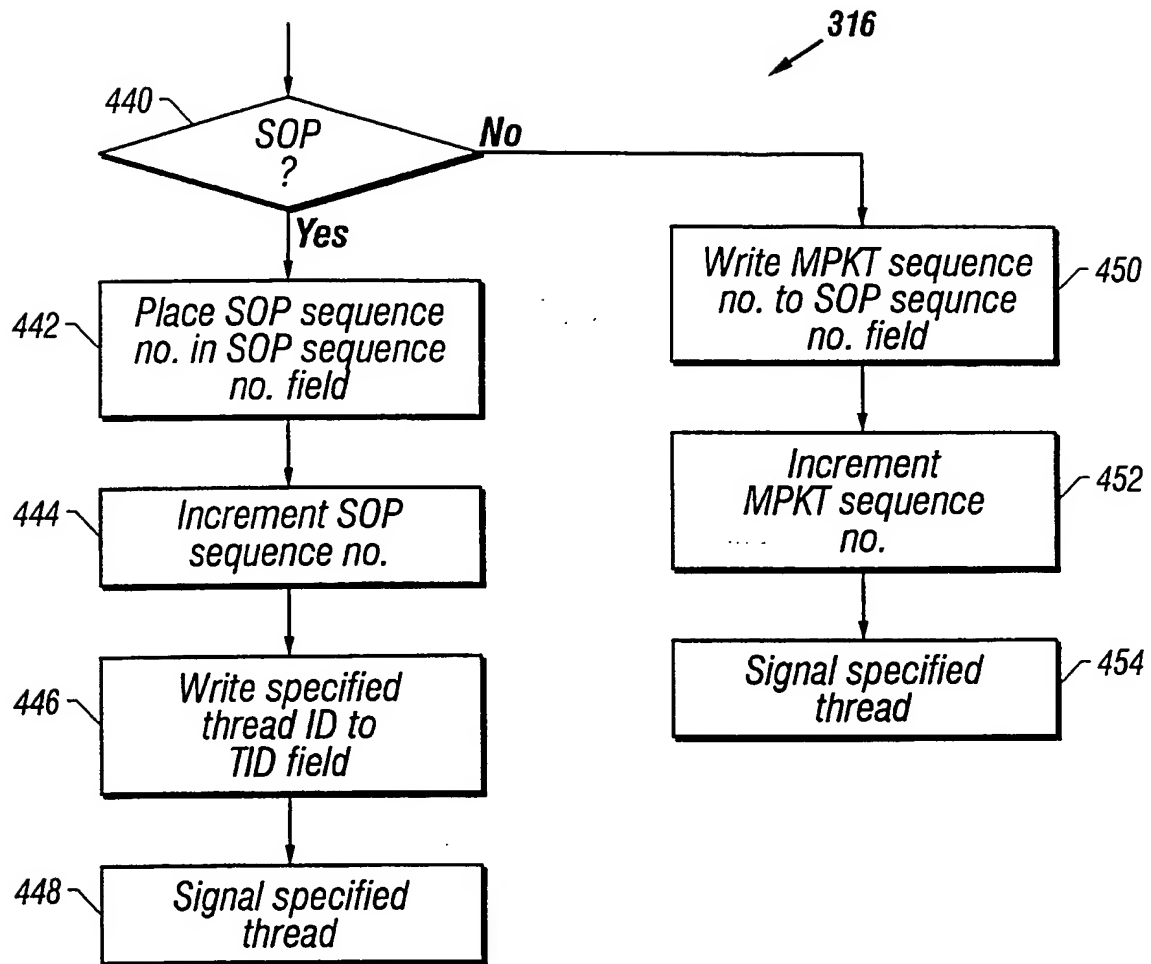 316
440
SOP
?
No
Yes
442
Place SOP sequence
no. in SOP sequence
no. field
444
Increment SOP
sequence no.
446
Write specified
thread ID to
TID field
448
Signal specified
thread
Write MPKT sequence
no. to SOP sequnce
no. field
450
Increment
MPKT sequence
no.
452
Signal specified
thread
454